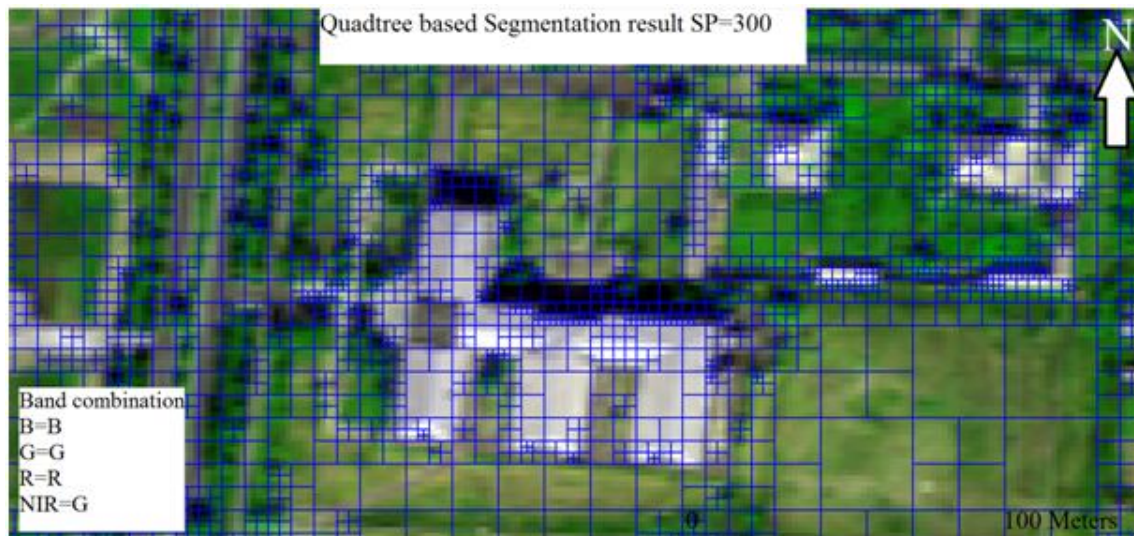 Quadtree based Segmentation result SP=300
N
Band combination
B=B
G=G
R=R
NIR=G
0 100 Meters